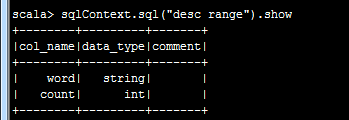 scala> sqlContext.sql("desc range").show
+--------+---------+-------+
|col_name|data_type|comment|
+--------+---------+-------+
|    word|   string|       |
|   count|      int|       |
+--------+---------+-------+